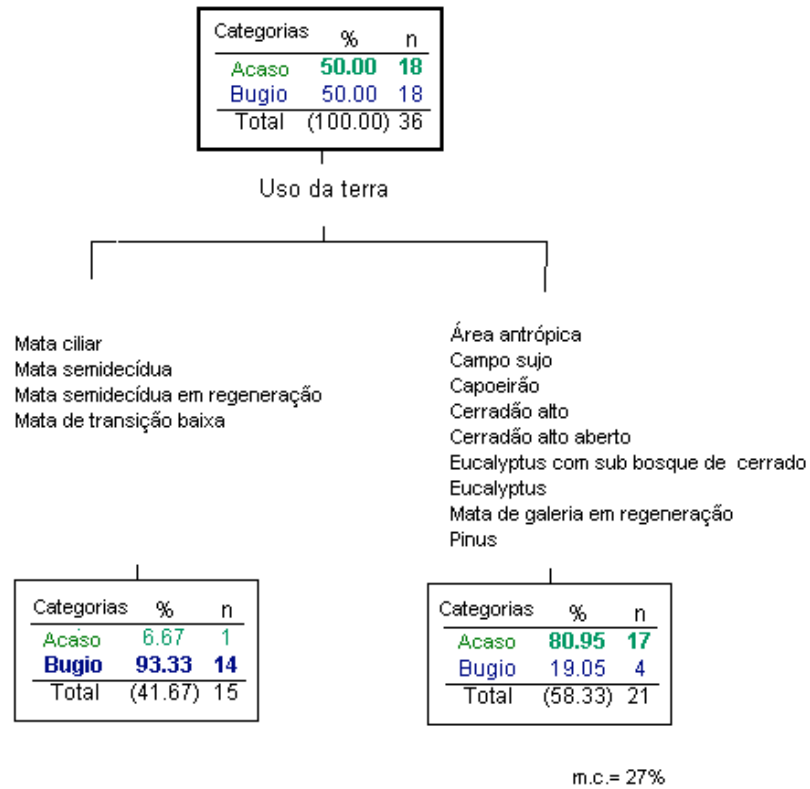 Categorias % n
Acaso 50.00 18
Bugio 50.00 18
Total (100.00) 36
Uso da terra
Mata ciliar
Mata semidecídua
Mata semidecídua em regeneração
Mata de transição baixa
Área antrópica
Campo sujo
Capoeirão
Cerradão alto
Cerradão alto aberto
Eucalyptus com sub bosque de cerrado
Eucalyptus
Mata de galeria em regeneração
Pinus
Categorias % n
Acaso 6.67 1
Bugio 93.33 14
Total (41.67) 15
Categorias % n
Acaso 80.95 17
Bugio 19.05 4
Total (58.33) 21
m.c.= 27%